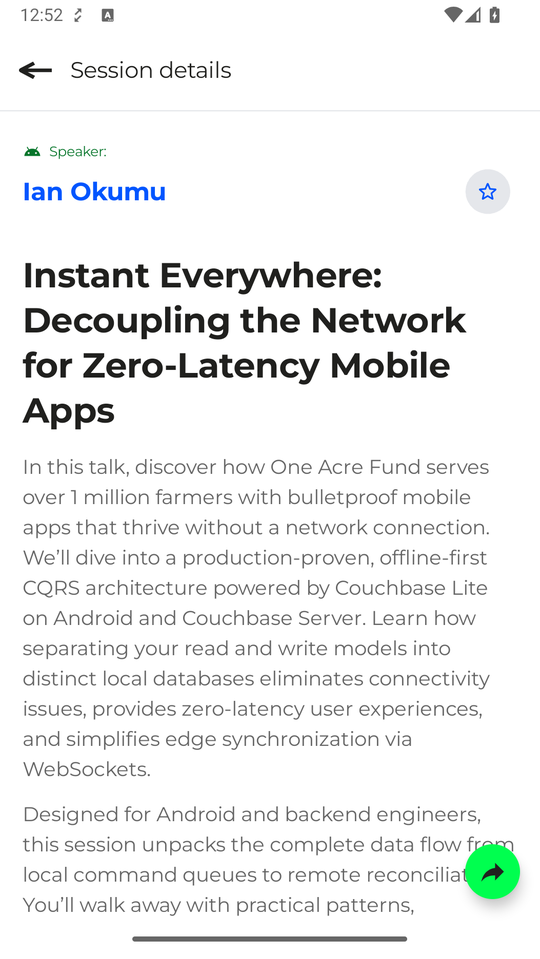 12:52
Session details
Speaker:
Ian Okumu
Instant Everywhere:
Decoupling the Network
for Zero-Latency Mobile
Apps
In this talk, discover how One Acre Fund serves
over 1 million farmers with bulletproof mobile
apps that thrive without a network connection.
We’ll dive into a production-proven, offline-first
CQRS architecture powered by Couchbase Lite
on Android and Couchbase Server. Learn how
separating your read and write models into
distinct local databases eliminates connectivity
issues, provides zero-latency user experiences,
and simplifies edge synchronization via
WebSockets.
Designed for Android and backend engineers,
this session unpacks the complete data flow from
local command queues to remote
You’ll walk away with practical patterns,